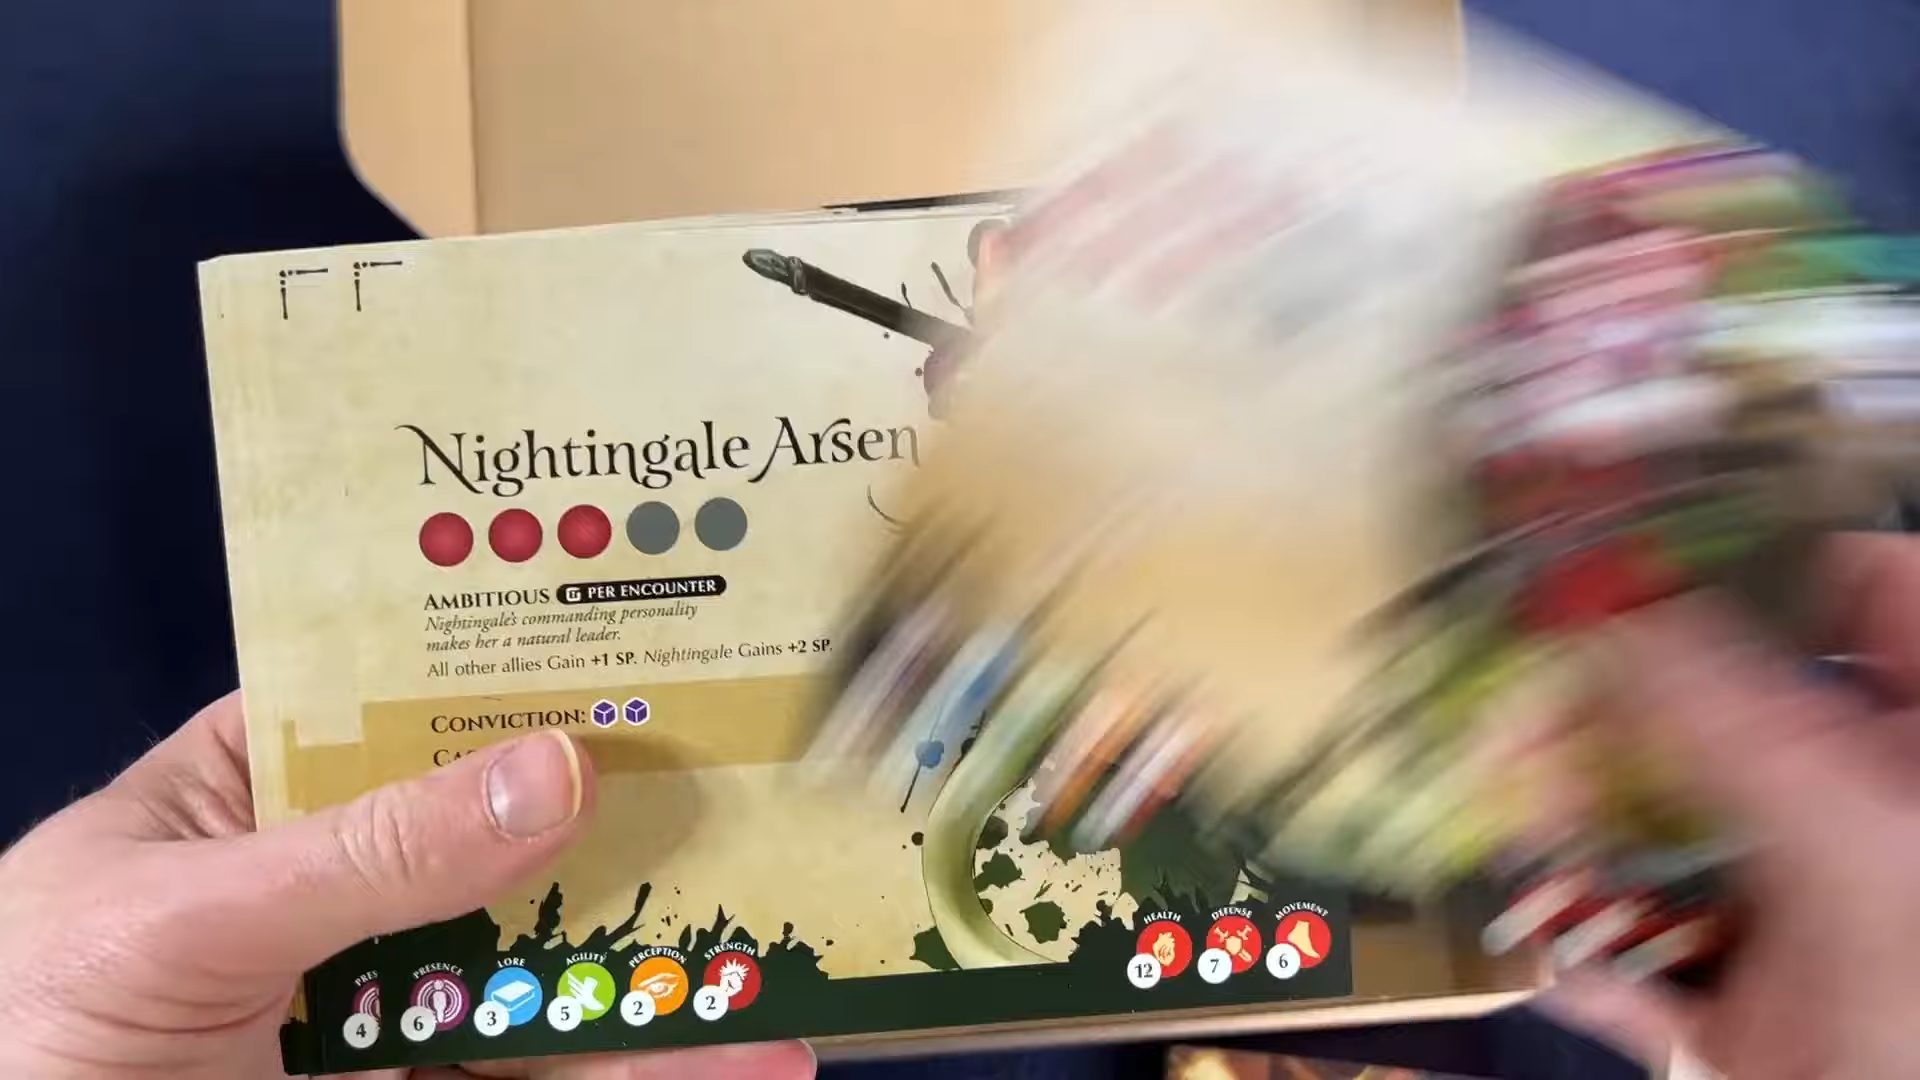 Nightingale Arsen
AMBITIOUS PER ENCOUNTER
Nightingale's commanding personality
makes her a natural leader.
All other allies Gain +1 SP. Nightingale Gains +2 SP.
CONVICTION:
PRES PRESENCE LORE AGILITY PERCEPTION STRENGTH HEALTH DEFENSE MOVEMENT
4 6 3 5 2 2 12 7 6